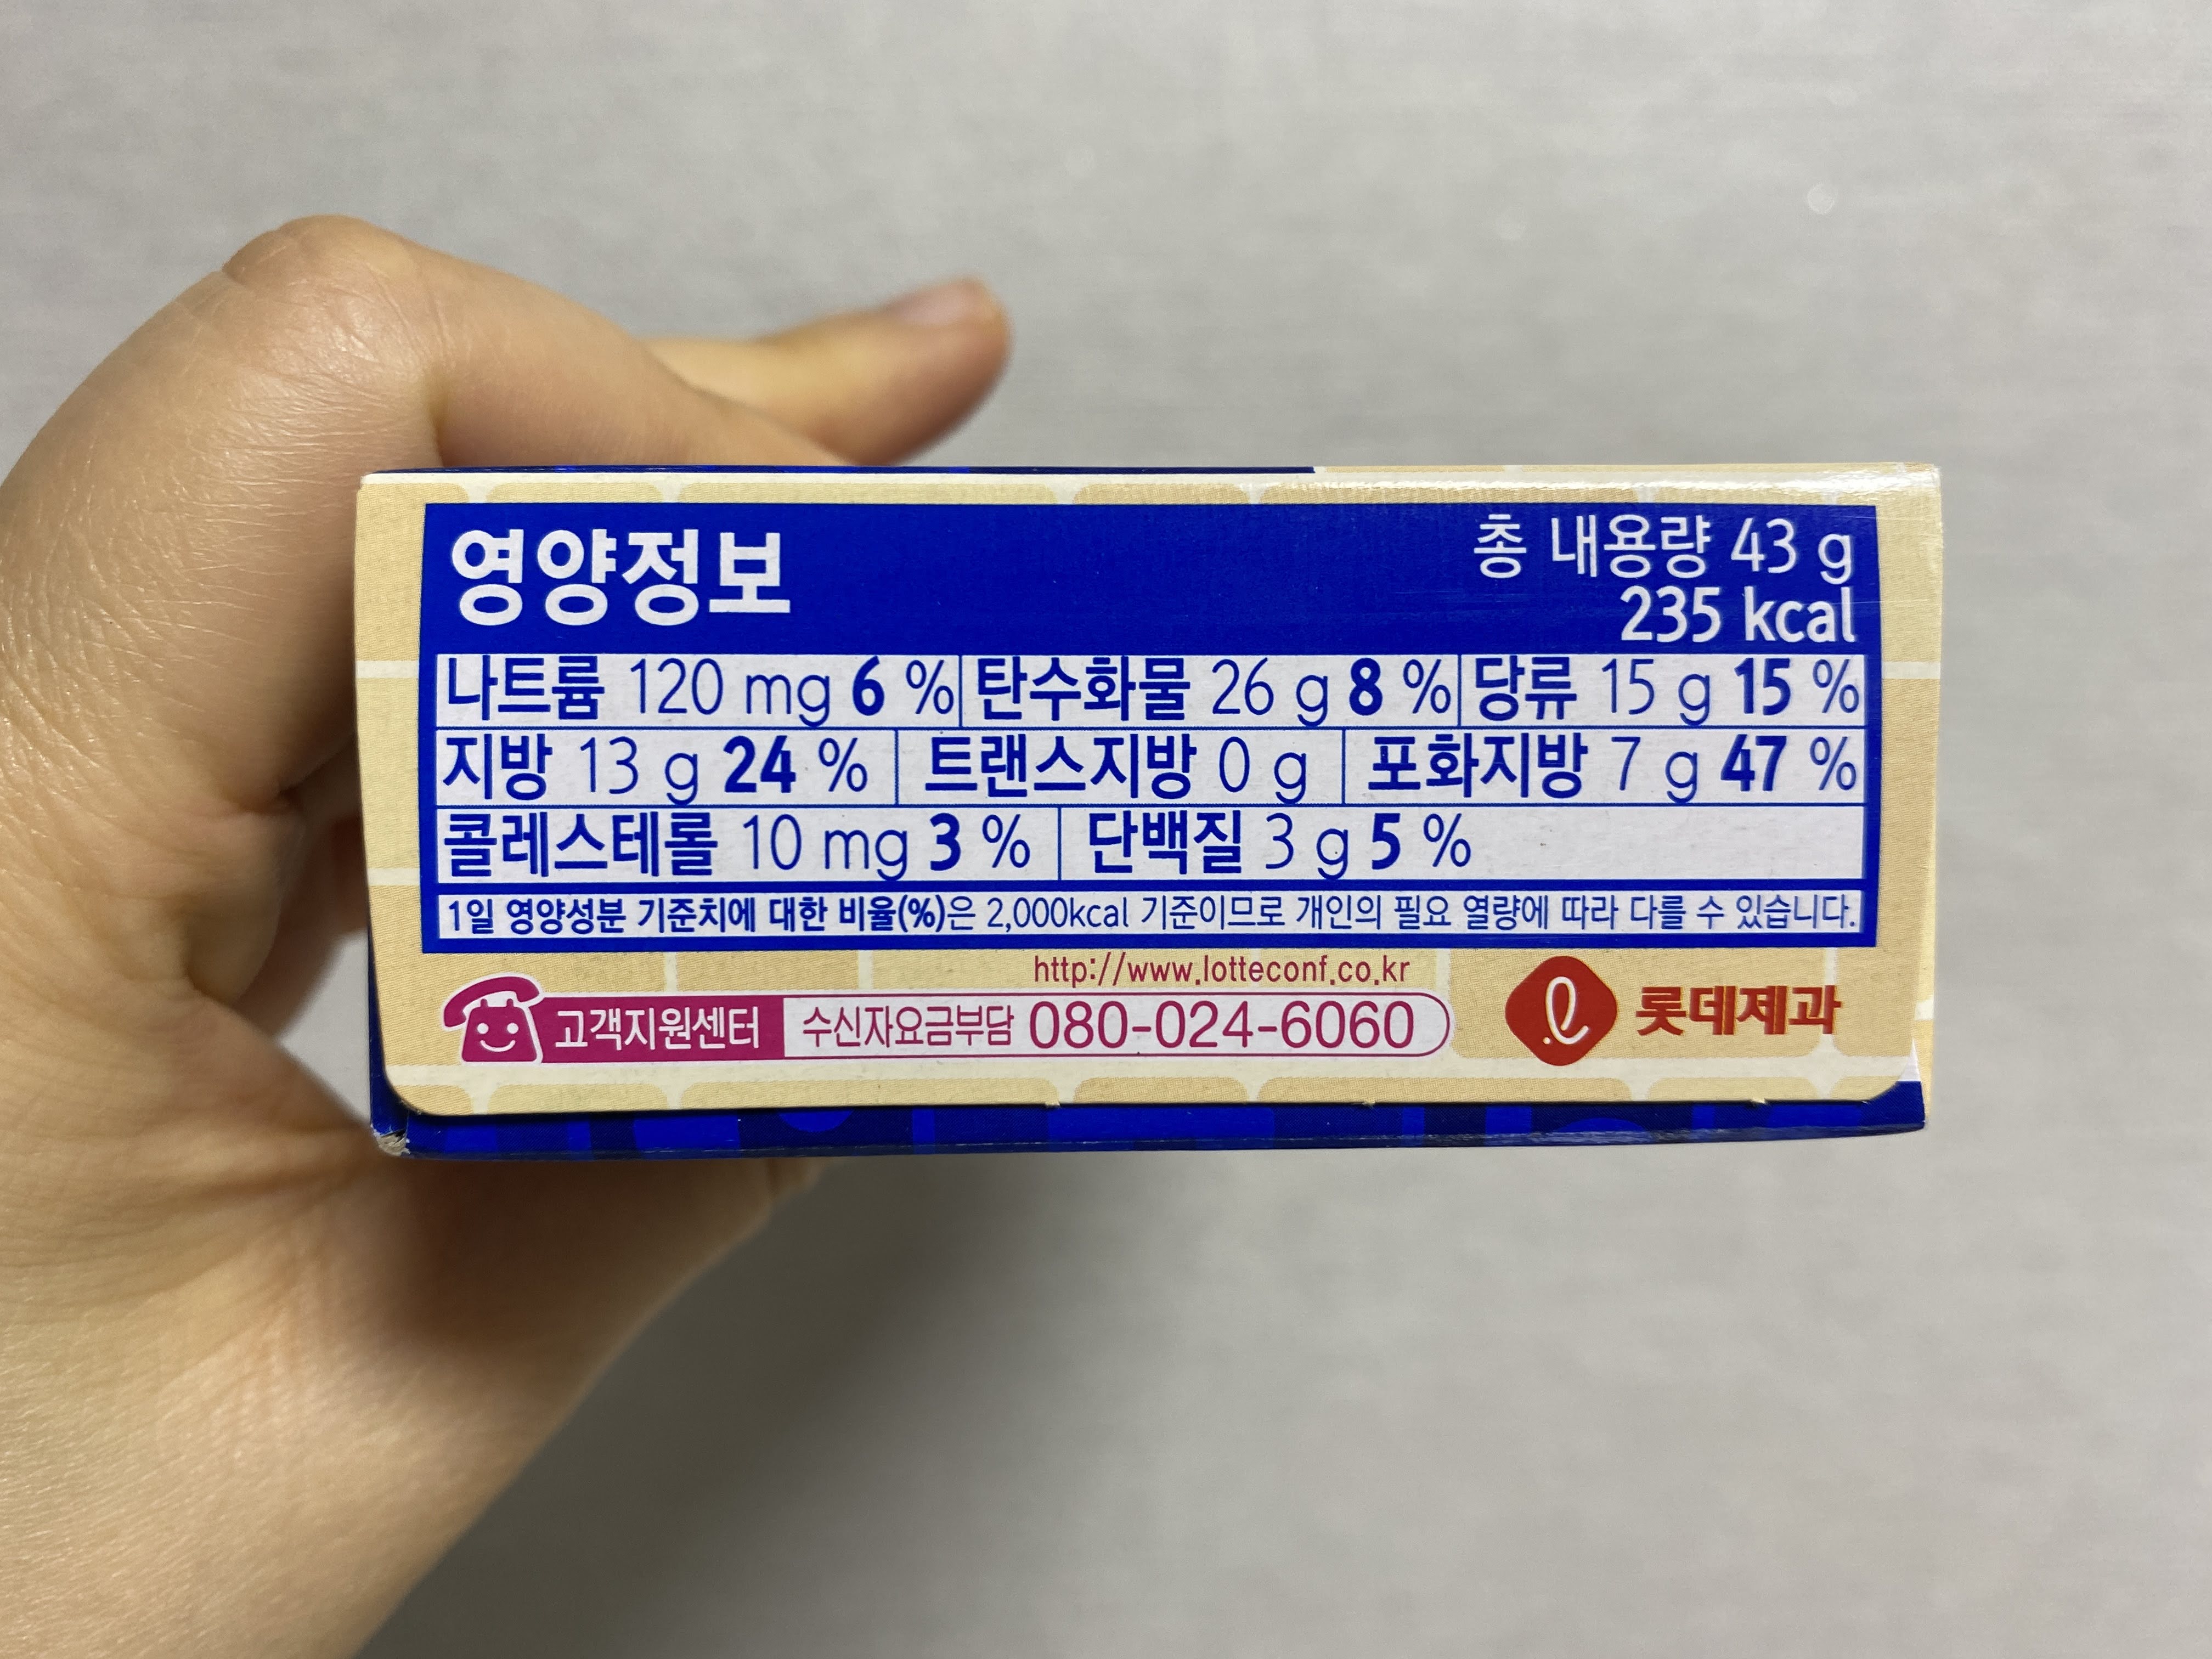 영양정보
총 내용량 43 g
235 kcal
나트륨 120 mg 6 % 탄수화물 26 g 8 % 당류 15 g 15 %
지방 13 g 24 % 트랜스지방 0 g 포화지방 7 g 47 %
콜레스테롤 10 mg 3 % 단백질 3 g 5 %
1일 영양성분 기준치에 대한 비율(%)은 2,000kcal 기준이므로 개인의 필요 열량에 따라 다를 수 있습니다.
http://www.lotteconf.co.kr
고객지원센터 수신자요금부담 080-024-6060
롯데제과